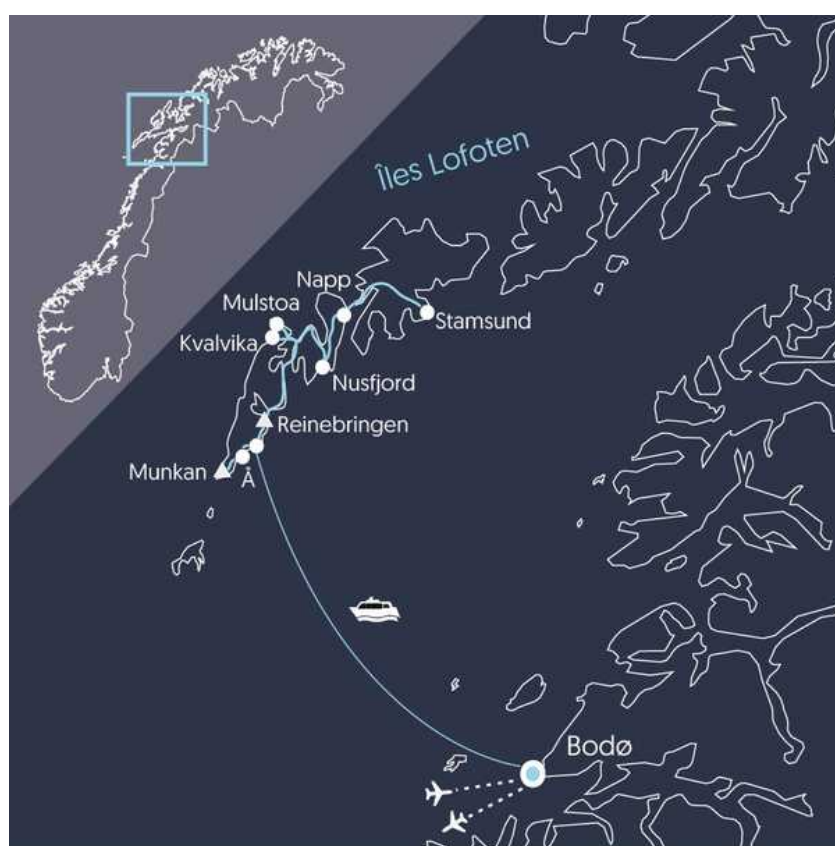 Îles Lofoten
Napp
Mulstoa
Stamsund
Kvalvika
Nusfjord
Reinebringen
Munkan
Å
Bodø